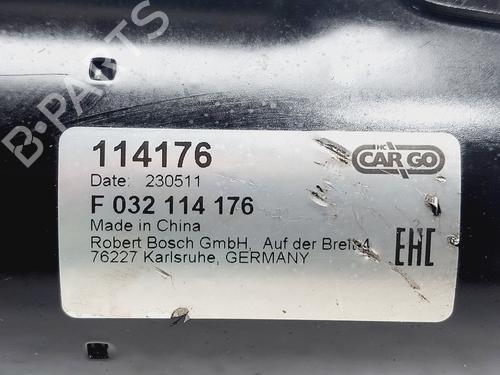 B-PARTS
114176
HC
CARGO
Date: 230511
F 032 114 176
Made in China
Robert Bosch GmbH, Auf der Breit 4
76227 Karlsruhe, GERMANY
EAC